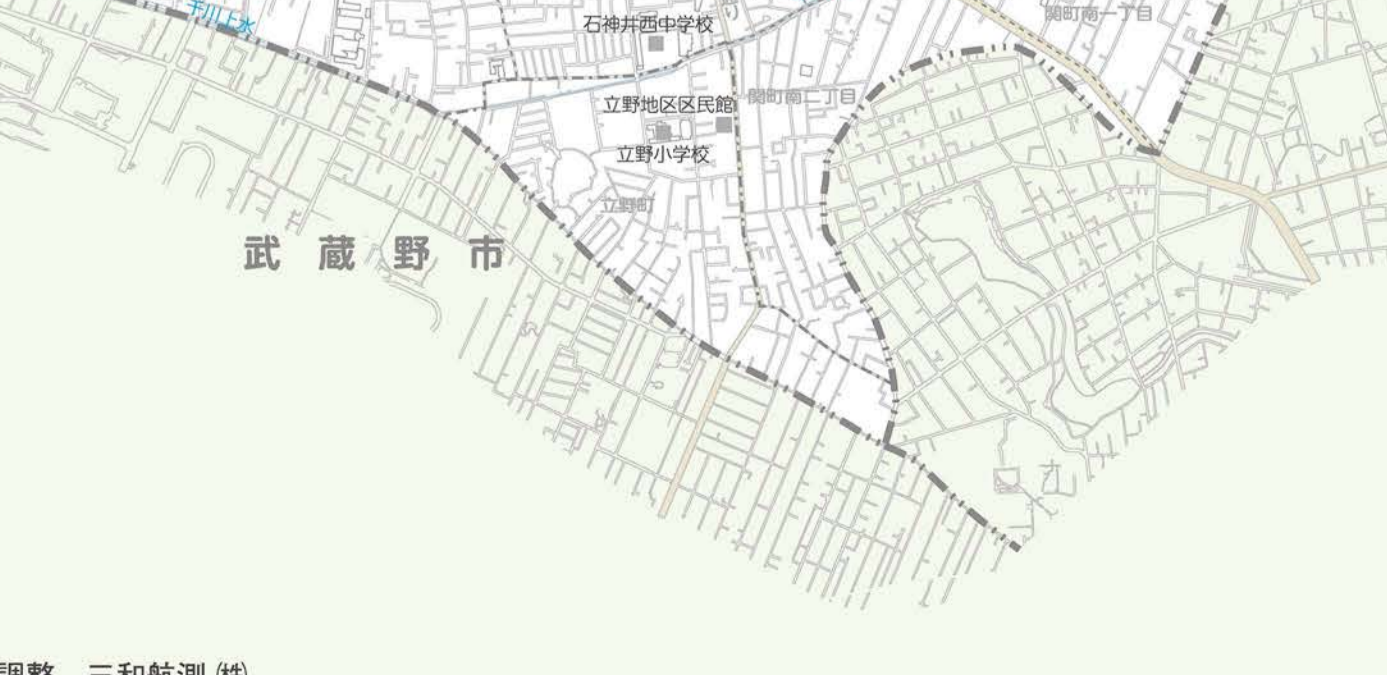 千川上水
石神井西中学校
関町南一丁目
関町南二丁目
立野地区区民館
立野小学校
立野町
武蔵野市
調整 三和航測(株)